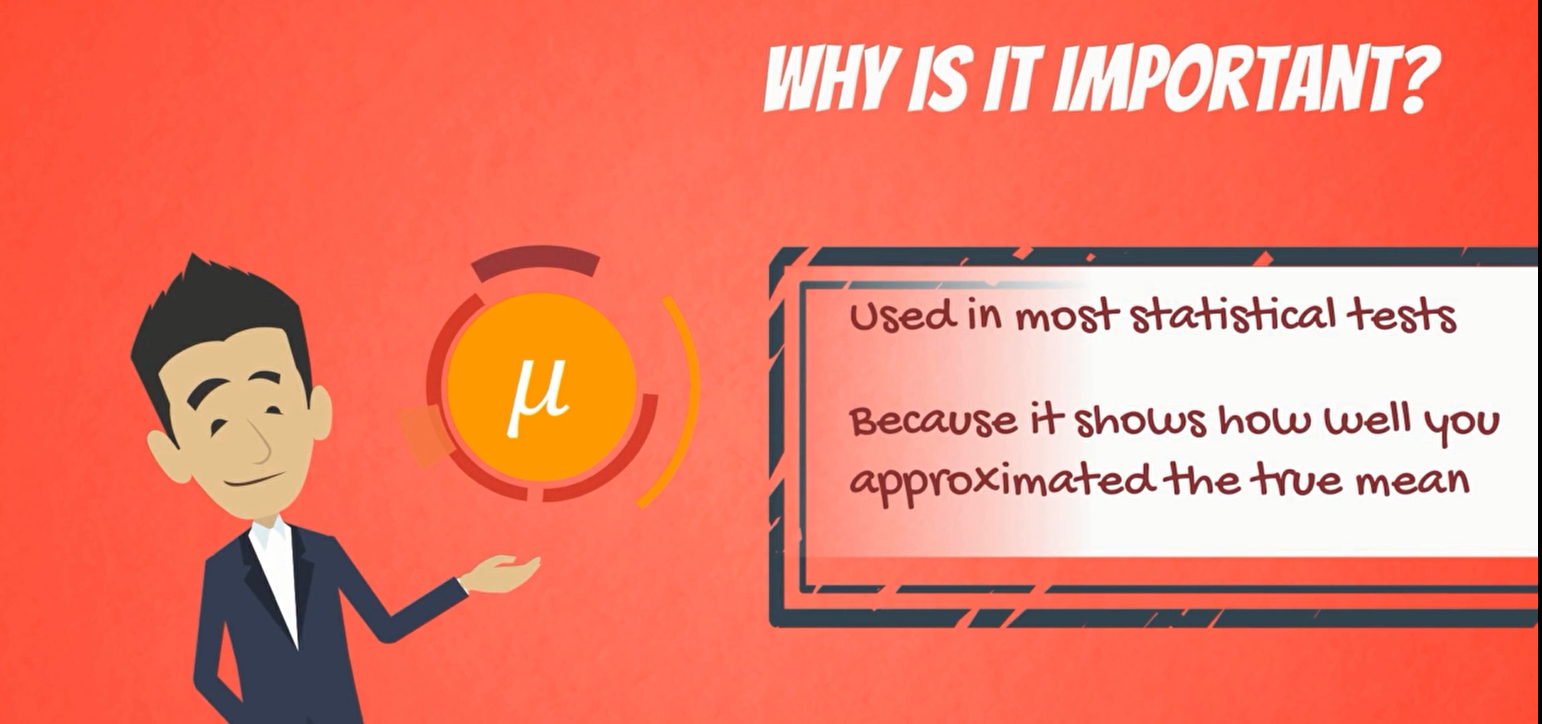 WHY IS IT IMPORTANT?
μ
Used in most statistical tests
Because it shows how well you
approximated the true mean